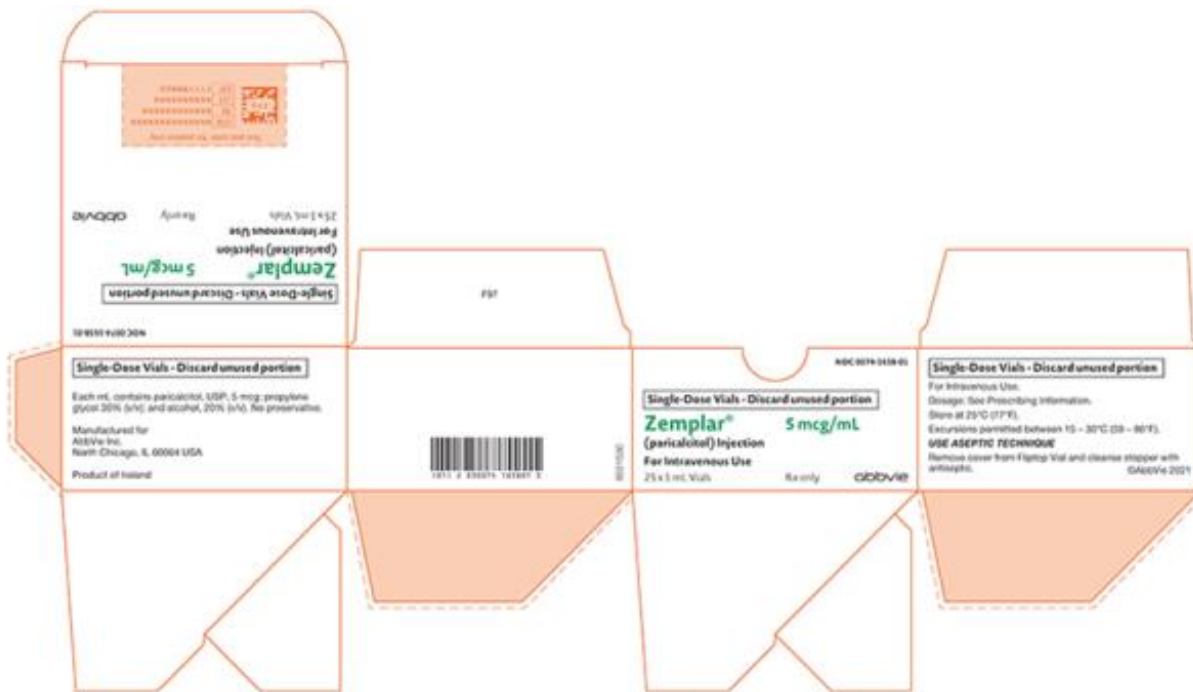 Single-Dose Vials - Discard unused portion
Zemplar® 5 mcg/mL
(paricalcitol) Injection
For Intravenous Use
25 x 1 mL Vials Rx only abbvie
Single-Dose Vials - Discard unused portion
Each mL contains paricalcitol, USP, 5 mcg; propylene
glycol 30% (v/v); and alcohol, 20% (v/v). No preservative.
Manufactured for
AbbVie Inc.
North Chicago, IL 60064 USA
Product of Ireland
NDC 0074-1658-01
Single-Dose Vials - Discard unused portion
Zemplar® 5 mcg/mL
(paricalcitol) Injection
For Intravenous Use
25 x 1 mL Vials Rx only abbvie
Single-Dose Vials - Discard unused portion
For Intravenous Use.
Dosage: See Prescribing Information.
Store at 25°C (77°F).
Excursions permitted between 15 – 30°C (59 – 86°F).
USE ASEPTIC TECHNIQUE
Remove cover from Fliptop Vial and cleanse stopper with
antiseptic. ©AbbVie 2021